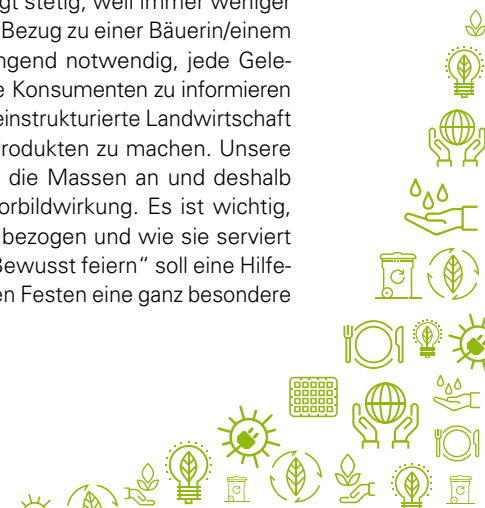 gt stetig, weil immer weniger
Bezug zu einer Bäuerin/einem
ngend notwendig, jede Gele-
e Konsumenten zu informieren
einstrukturierte Landwirtschaft
Produkten zu machen. Unsere
die Massen an und deshalb
orbildwirkung. Es ist wichtig,
bezogen und wie sie serviert
Bewusst feiern“ soll eine Hilfe-
en Festen eine ganz besondere